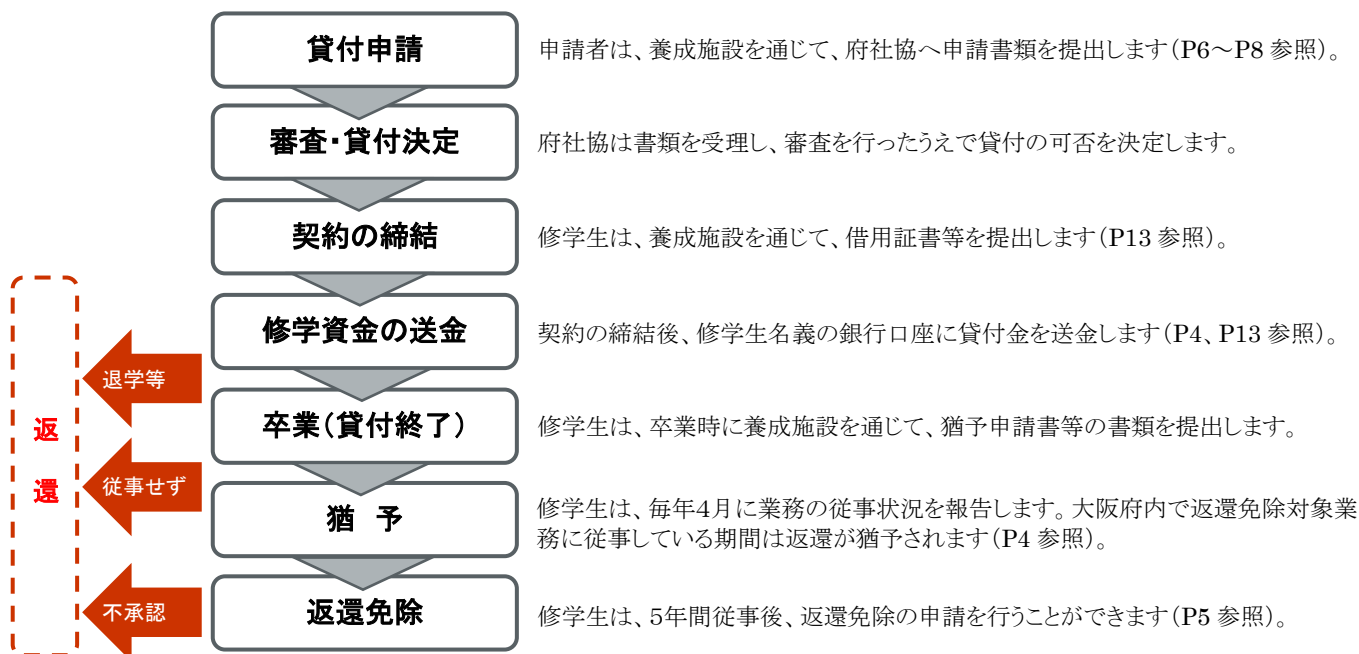 貸付申請
申請者は、養成施設を通じて、府社協へ申請書類を提出します（P6～P8 参照）。
審査・貸付決定
府社協は書類を受理し、審査を行ったうえで貸付の可否を決定します。
契約の締結
修学生は、養成施設を通じて、借用証書等を提出します（P13 参照）。
修学資金の送金
契約の締結後、修学生名義の銀行口座に貸付金を送金します（P4、P13 参照）。
退学等
卒業（貸付終了）
修学生は、卒業時に養成施設を通じて、猶予申請書等の書類を提出します。
返
還
従事せず
猶 予
修学生は、毎年4月に業務の従事状況を報告します。大阪府内で返還免除対象業
務に従事している期間は返還が猶予されます（P4 参照）。
不承認
返還免除
修学生は、5年間従事後、返還免除の申請を行うことができます（P5 参照）。